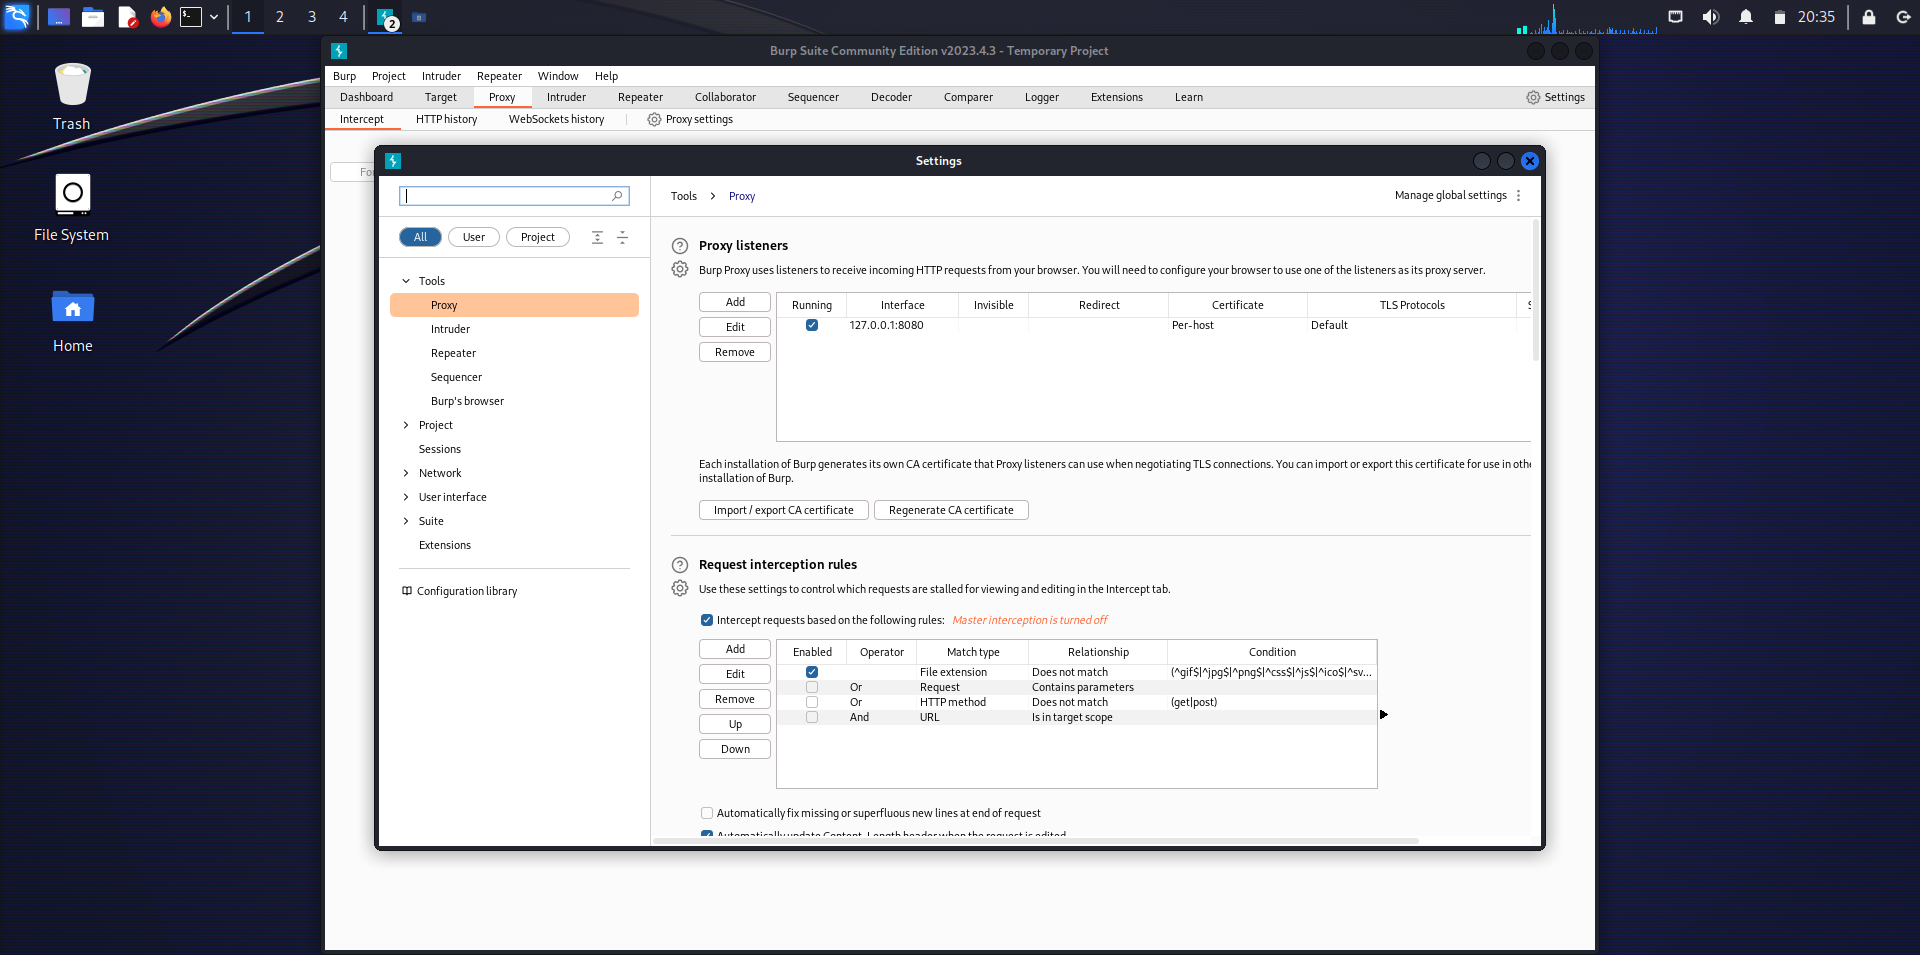 1 2 3 4 2 20:35
Trash
File System
Home
Burp Suite Community Edition v2023.4.3 - Temporary Project
Burp Project Intruder Repeater Window Help
Dashboard Target Proxy Intruder Repeater Collaborator Sequencer Decoder Comparer Logger Extensions Learn Settings
Intercept HTTP history WebSockets history Proxy settings
Settings
All User Project
Tools
Proxy
Intruder
Repeater
Sequencer
Burp's browser
Project
Sessions
Network
User interface
Suite
Extensions
Configuration library
Tools > Proxy Manage global settings
Proxy listeners
Burp Proxy uses listeners to receive incoming HTTP requests from your browser. You will need to configure your browser to use one of the listeners as its proxy server.
Add
Edit
Remove
Running Interface Invisible Redirect Certificate TLS Protocols
127.0.0.1:8080 Per-host Default
Each installation of Burp generates its own CA certificate that Proxy listeners can use when negotiating TLS connections. You can import or export this certificate for use in
installation of Burp.
Import / export CA certificate Regenerate CA certificate
Request interception rules
Use these settings to control which requests are stalled for viewing and editing in the Intercept tab.
Intercept requests based on the following rules: Master interception is turned off
Add
Edit
Remove
Up
Down
Enabled Operator Match type Relationship Condition
File extension Does not match (^gif$|^jpg$|^png$|^css$|^js$|^ico$|^sv...
Or Request Contains parameters
Or HTTP method Does not match (get|post)
And URL Is in target scope
Automatically fix missing or superfluous new lines at end of request
Automatically update Content-Length header when the request is edited